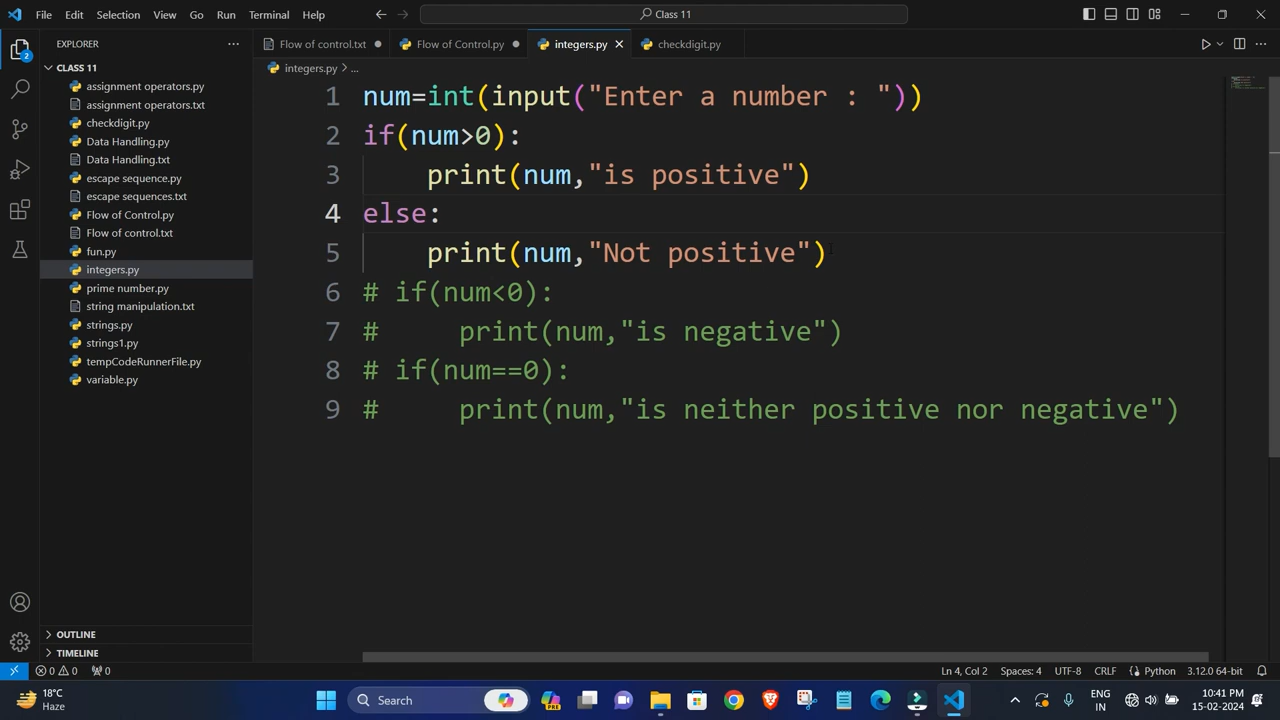 File Edit Selection View Go Run Terminal Help
Class 11
EXPLORER
CLASS 11
assignment operators.py
assignment operators.txt
checkdigit.py
Data Handling.py
Data Handling.txt
escape sequence.py
escape sequences.txt
Flow of Control.py
Flow of control.txt
fun.py
integers.py
prime number.py
string manipulation.txt
strings.py
strings1.py
tempCodeRunnerFile.py
variable.py
OUTLINE
TIMELINE
2
Flow of control.txt Flow of Control.py integers.py checkdigit.py
integers.py > ...
1 num=int(input("Enter a number : "))
2 if(num>0):
3 print(num,"is positive")
4 else:
5 print(num,"Not positive")
6 # if(num<0):
7 # print(num,"is negative")
8 # if(num==0):
9 # print(num,"is neither positive nor negative")
0 0 0 Ln 4, Col 2 Spaces: 4 UTF-8 CRLF Python 3.12.0 64-bit
18°C
Haze
Search
PRE
ENG
IN
10:41 PM
15-02-2024